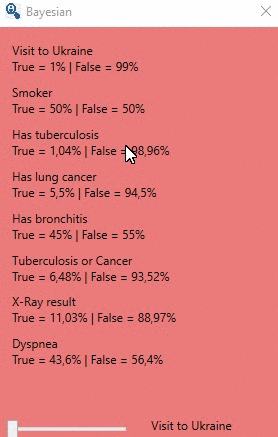 Bayesian
Visit to Ukraine
True = 1% | False = 99%
Smoker
True = 50% | False = 50%
Has tuberculosis
True = 1,04% | False = 98,96%
Has lung cancer
True = 5,5% | False = 94,5%
Has bronchitis
True = 45% | False = 55%
Tuberculosis or Cancer
True = 6,48% | False = 93,52%
X-Ray result
True = 11,03% | False = 88,97%
Dyspnea
True = 43,6% | False = 56,4%
Visit to Ukraine